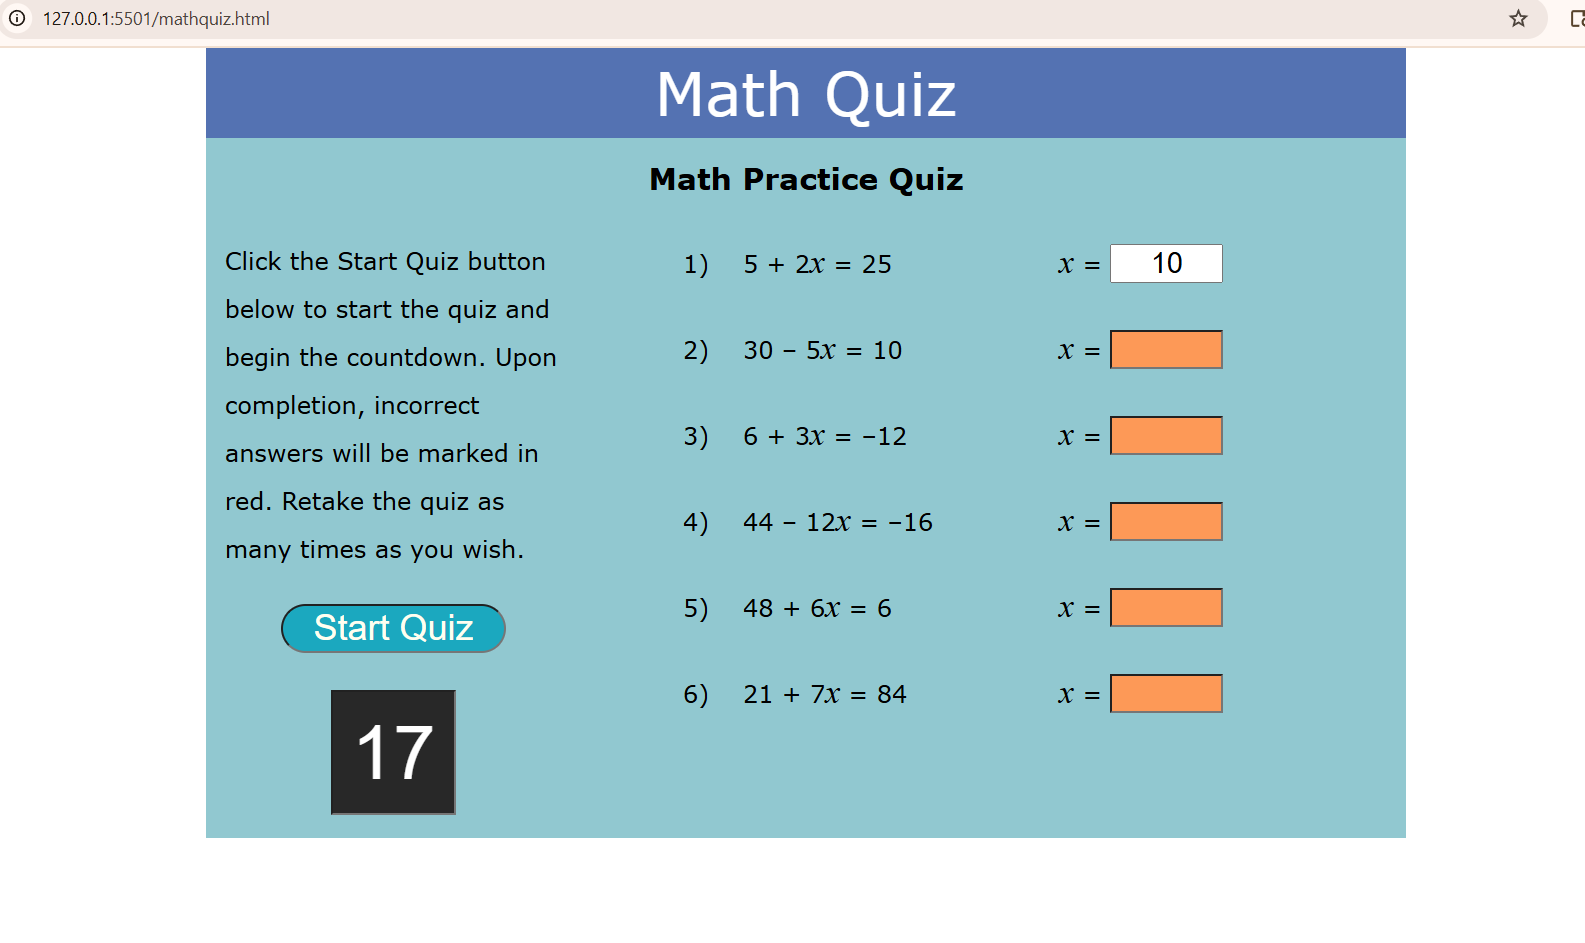 127.0.0.1:5501/mathquiz.html
Math Quiz
Math Practice Quiz
Click the Start Quiz button
below to start the quiz and
begin the countdown. Upon
completion, incorrect
answers will be marked in
red. Retake the quiz as
many times as you wish.
Start Quiz
17
1) 5 + 2x = 25 x = 10
2) 30 – 5x = 10 x =
3) 6 + 3x = –12 x =
4) 44 – 12x = –16 x =
5) 48 + 6x = 6 x =
6) 21 + 7x = 84 x =